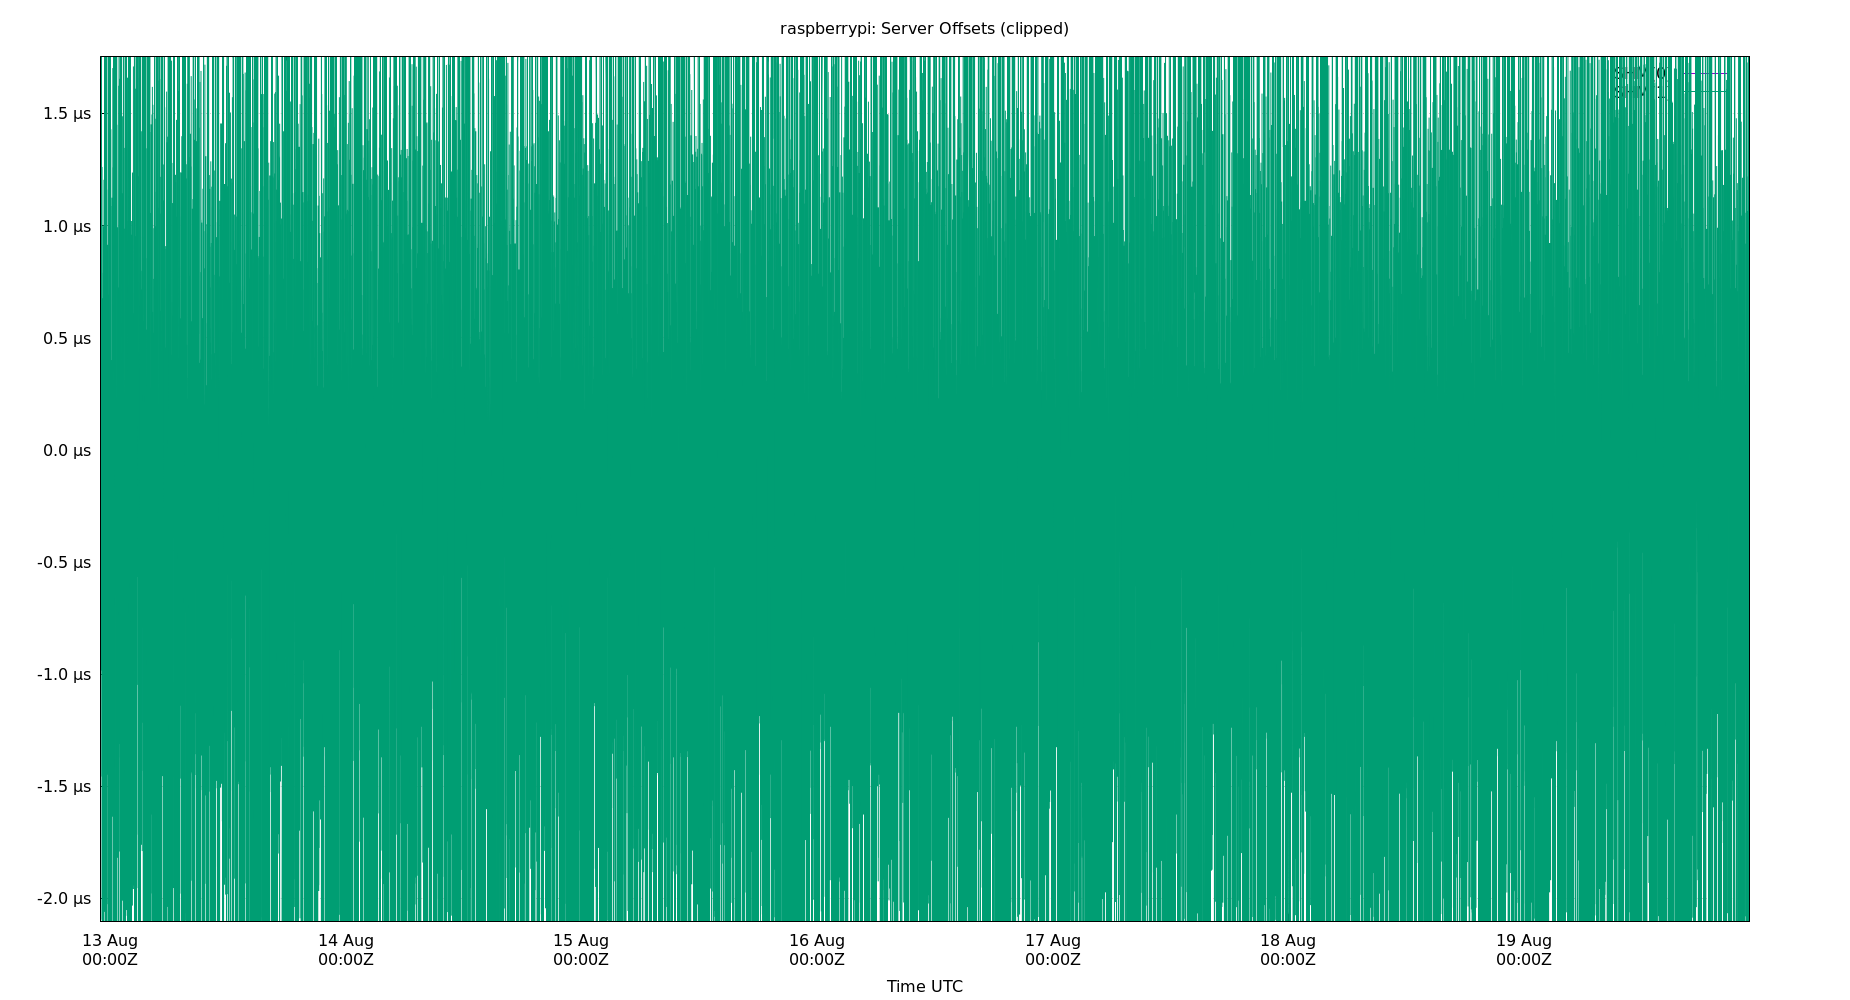 raspberrypi: Server Offsets (clipped)
1.5 µs
1.0 µs
0.5 µs
0.0 µs
-0.5 µs
-1.0 µs
-1.5 µs
-2.0 µs
13 Aug
00:00Z
14 Aug
00:00Z
15 Aug
00:00Z
16 Aug
00:00Z
17 Aug
00:00Z
18 Aug
00:00Z
19 Aug
00:00Z
Time UTC